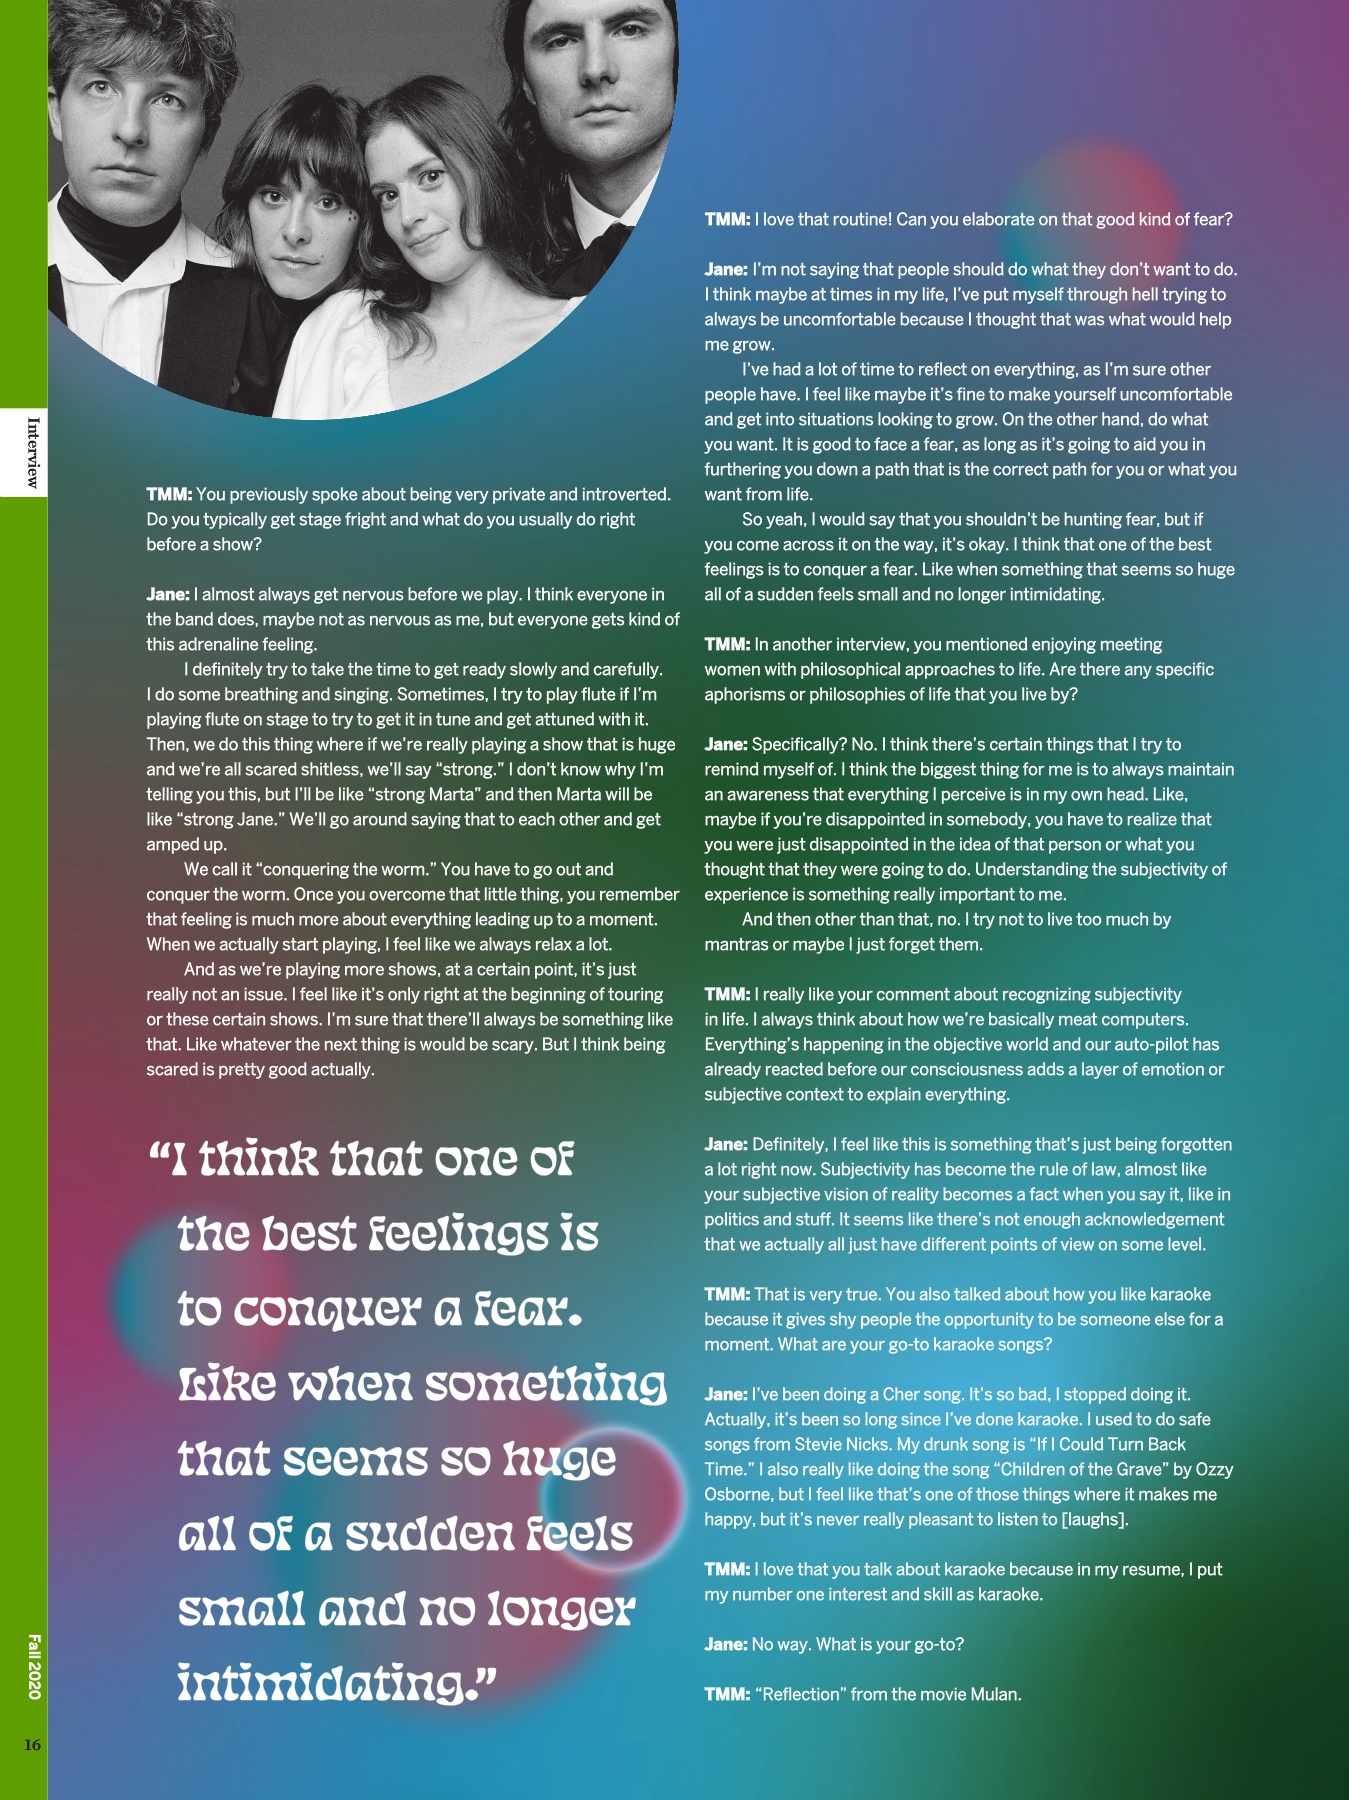 Interview
TMM: You previously spoke about being very private and introverted.
Do you typically get stage fright and what do you usually do right
before a show?
Jane: I almost always get nervous before we play. I think everyone in
the band does, maybe not as nervous as me, but everyone gets kind of
this adrenaline feeling.
I definitely try to take the time to get ready slowly and carefully.
I do some breathing and singing. Sometimes, I try to play flute if I'm
playing flute on stage to try to get it in tune and get attuned with it.
Then, we do this thing where if we're really playing a show that is huge
and we're all scared shitless, we'll say “strong.” I don't know why I'm
telling you this, but I'll be like “strong Marta” and then Marta will be
like “strong Jane.” We'll go around saying that to each other and get
amped up.
We call it “conquering the worm.” You have to go out and
conquer the worm. Once you overcome that little thing, you remember
that feeling is much more about everything leading up to a moment.
When we actually start playing, I feel like we always relax a lot.
And as we're playing more shows, at a certain point, it's just
really not an issue. I feel like it's only right at the beginning of touring
or these certain shows. I'm sure that there'll always be something like
that. Like whatever the next thing is would be scary. But I think being
scared is pretty good actually.
“I think that one of
the best feelings is
to conquer a fear.
Like when something
that seems so huge
all of a sudden feels
small and no longer
intimidating.”
TMM: I love that routine! Can you elaborate on that good kind of fear?
Jane: I'm not saying that people should do what they don't want to do.
I think maybe at times in my life, I've put myself through hell trying to
always be uncomfortable because I thought that was what would help
me grow.
I've had a lot of time to reflect on everything, as I'm sure other
people have. I feel like maybe it's fine to make yourself uncomfortable
and get into situations looking to grow. On the other hand, do what
you want. It is good to face a fear, as long as it's going to aid you in
furthering you down a path that is the correct path for you or what you
want from life.
So yeah, I would say that you shouldn't be hunting fear, but if
you come across it on the way, it's okay. I think that one of the best
feelings is to conquer a fear. Like when something that seems so huge
all of a sudden feels small and no longer intimidating.
TMM: In another interview, you mentioned enjoying meeting
women with philosophical approaches to life. Are there any specific
aphorisms or philosophies of life that you live by?
Jane: Specifically? No. I think there's certain things that I try to
remind myself of. I think the biggest thing for me is to always maintain
an awareness that everything I perceive is in my own head. Like,
maybe if you're disappointed in somebody, you have to realize that
you were just disappointed in the idea of that person or what you
thought that they were going to do. Understanding the subjectivity of
experience is something really important to me.
And then other than that, no. I try not to live too much by
mantras or maybe I just forget them.
TMM: I really like your comment about recognizing subjectivity
in life. I always think about how we're basically meat computers.
Everything's happening in the objective world and our auto-pilot has
already reacted before our consciousness adds a layer of emotion or
subjective context to explain everything.
Jane: Definitely, I feel like this is something that's just being forgotten
a lot right now. Subjectivity has become the rule of law, almost like
your subjective vision of reality becomes a fact when you say it, like in
politics and stuff. It seems like there's not enough acknowledgement
that we actually all just have different points of view on some level.
TMM: That is very true. You also talked about how you like karaoke
because it gives shy people the opportunity to be someone else for a
moment. What are your go-to karaoke songs?
Jane: I've been doing a Cher song. It's so bad, I stopped doing it.
Actually, it's been so long since I've done karaoke. I used to do safe
songs from Stevie Nicks. My drunk song is “If I Could Turn Back
Time.” I also really like doing the song “Children of the Grave” by Ozzy
Osborne, but I feel like that's one of those things where it makes me
happy, but it's never really pleasant to listen to [laughs].
TMM: I love that you talk about karaoke because in my resume, I put
my number one interest and skill as karaoke.
Jane: No way. What is your go-to?
TMM: “Reflection” from the movie Mulan.
Fall 2020
16